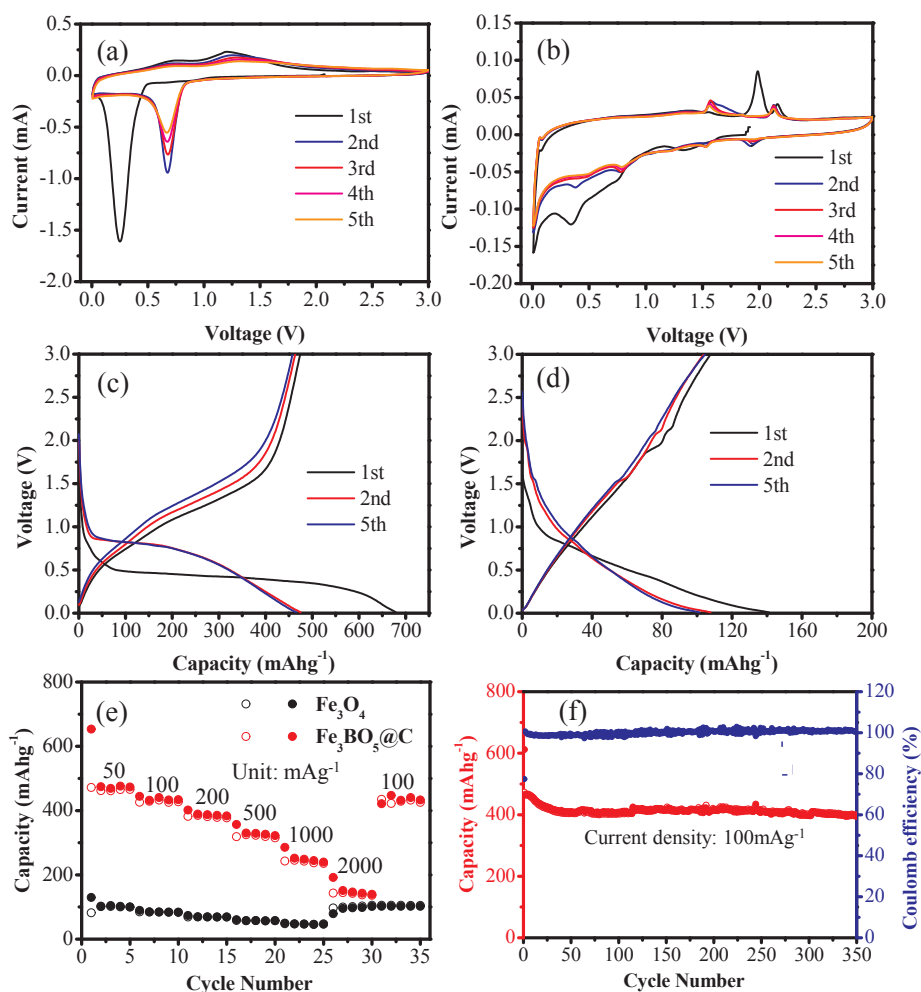 (a)
0.5
0.0
-0.5
-1.0
-1.5
-2.0
Current (mA)
1st
2nd
3rd
4th
5th
0.0 0.5 1.0 1.5 2.0 3.0
Voltage (V)
(b)
0.15
0.10
0.05
0.00
-0.05
-0.10
-0.15
-0.20
Current (mA)
1st
2nd
3rd
4th
5th
0.0 0.5 1.0 1.5 2.0 3.0
Voltage (V)
(c)
3.0
2.5
2.0
1.5
1.0
0.5
0.0
Voltage (V)
1st
2nd
5th
0 100 200 300 400 500 600 700
Capacity (mAhg⁻¹)
(d)
3.0
2.5
2.0
1.5
1.0
0.5
0.0
Voltage (V)
1st
2nd
5th
0 40 80 120 160 200
Capacity (mAhg⁻¹)
(e)
800
600
400
200
0
Capacity (mAhg⁻¹)
Fe₃O₄
Fe₃BO₅@C
Unit: mAg⁻¹
50
100
200
500
1000
2000
100
0 5 10 15 20 25 30 35
Cycle Number
(f)
800
600
400
200
0
Capacity (mAhg⁻¹)
Current density: 100mAg⁻¹
120
100
80
60
40
20
0
Coulomb efficiency (%)
0 50 100 150 200 250 300 350
Cycle Number